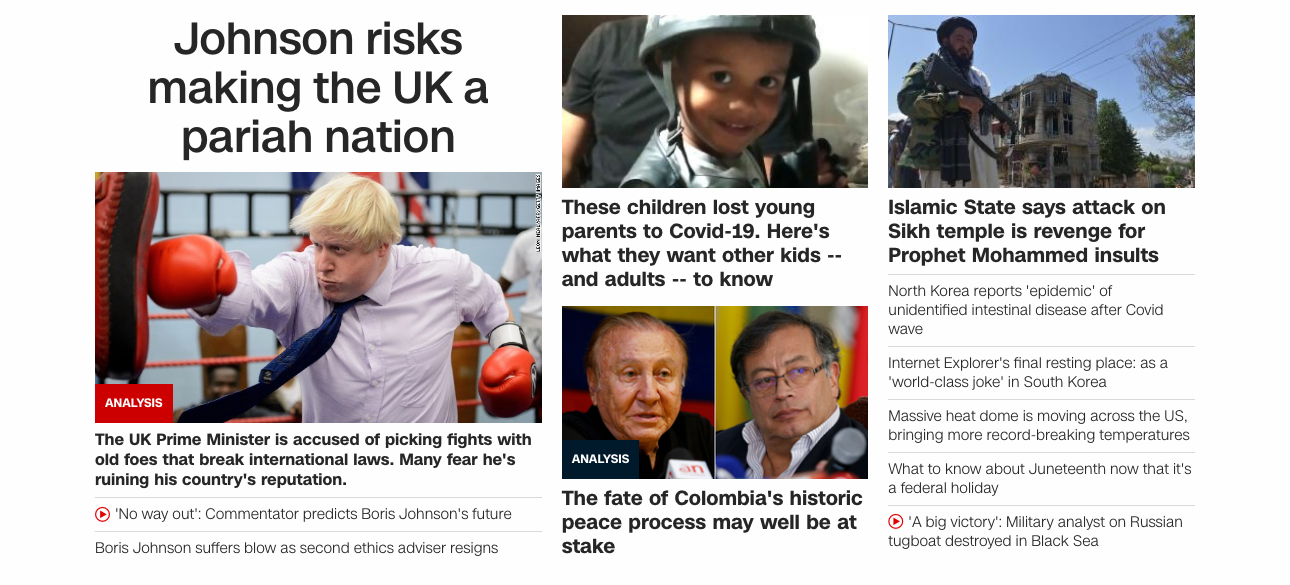 Johnson risks
making the UK a
pariah nation
LEON NEAL/AFP/GETTY IMAGES
ANALYSIS
The UK Prime Minister is accused of picking fights with
old foes that break international laws. Many fear he's
ruining his country's reputation.
'No way out': Commentator predicts Boris Johnson's future
Boris Johnson suffers blow as second ethics adviser resigns
These children lost young
parents to Covid-19. Here's
what they want other kids --
and adults -- to know
an
ANALYSIS
The fate of Colombia's historic
peace process may well be at
stake
Islamic State says attack on
Sikh temple is revenge for
Prophet Mohammed insults
North Korea reports 'epidemic' of
unidentified intestinal disease after Covid
wave
Internet Explorer's final resting place: as a
'world-class joke' in South Korea
Massive heat dome is moving across the US,
bringing more record-breaking temperatures
What to know about Juneteenth now that it's
a federal holiday
'A big victory': Military analyst on Russian
tugboat destroyed in Black Sea